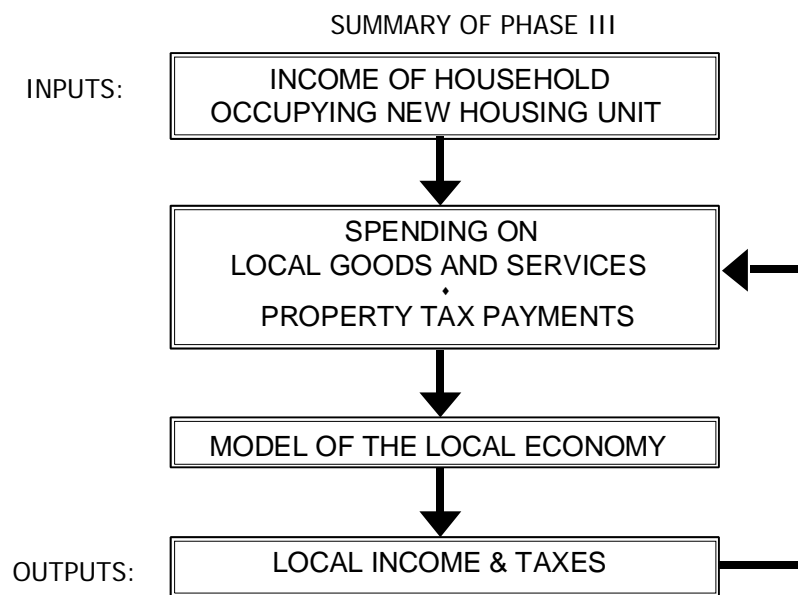 SUMMARY OF PHASE III
INPUTS:
INCOME OF HOUSEHOLD
OCCUPYING NEW HOUSING UNIT
SPENDING ON
LOCAL GOODS AND SERVICES
♦
PROPERTY TAX PAYMENTS
MODEL OF THE LOCAL ECONOMY
OUTPUTS:
LOCAL INCOME & TAXES